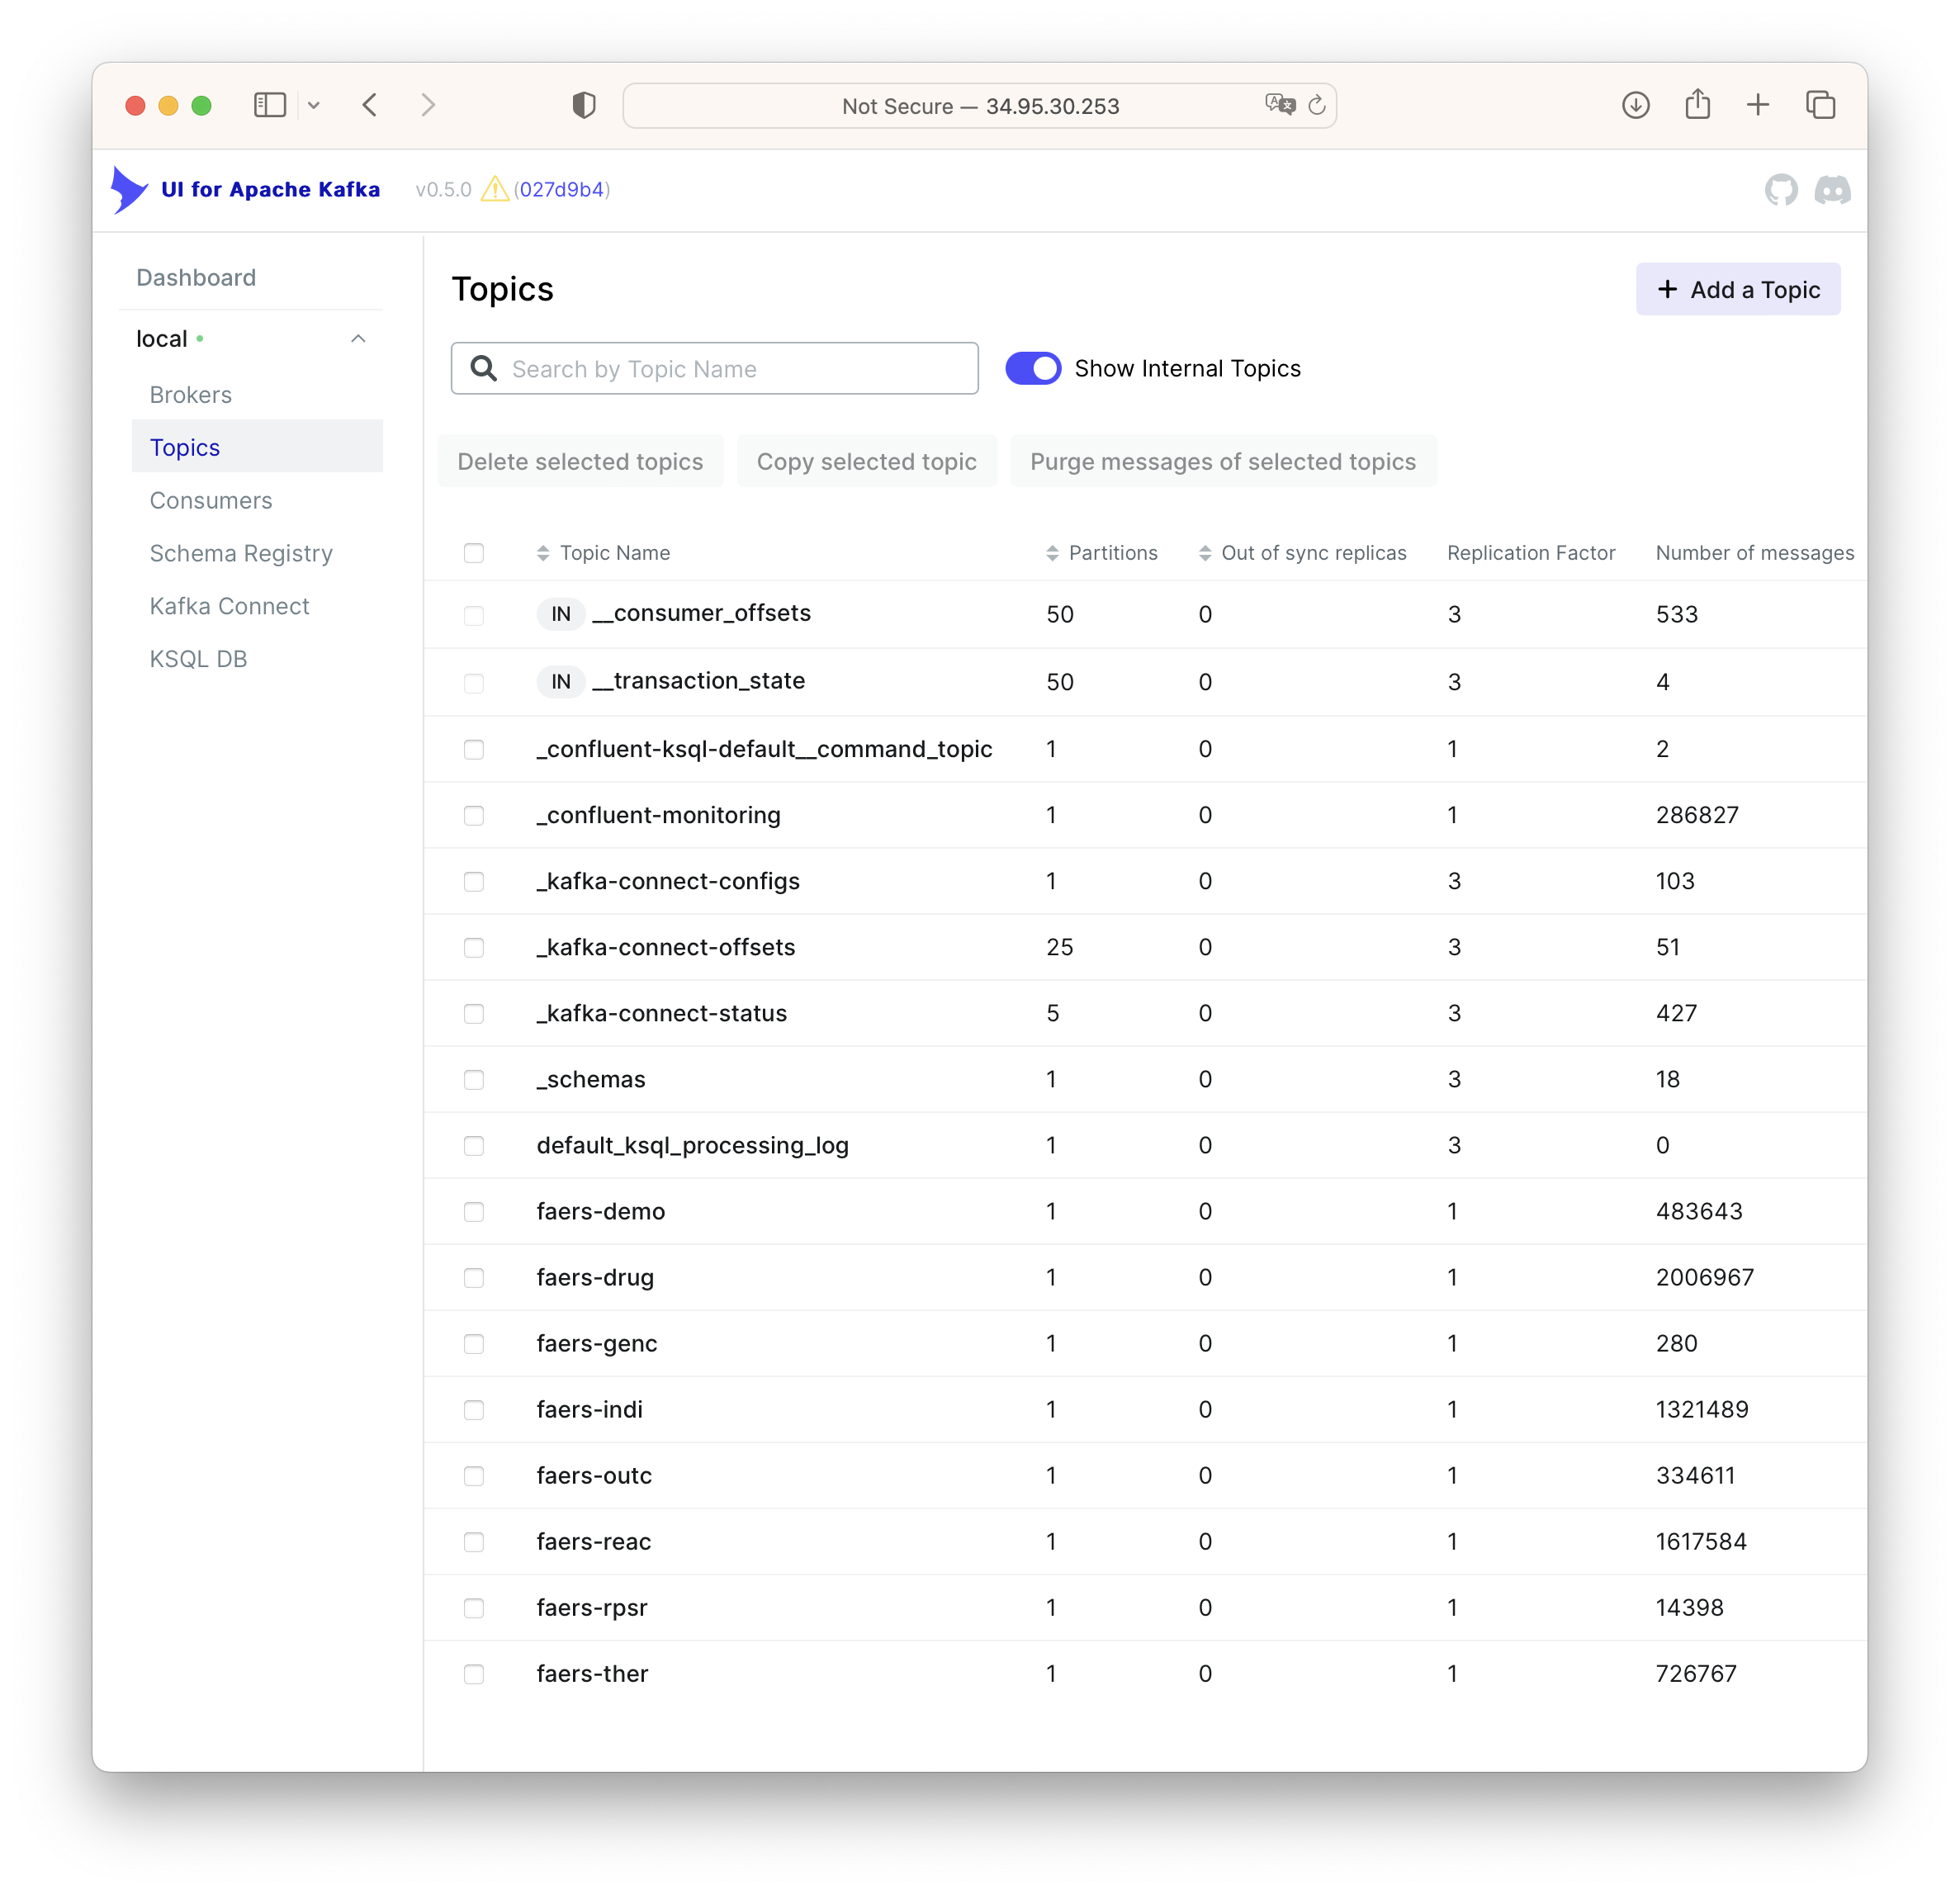 Not Secure — 34.95.30.253
UI for Apache Kafka v0.5.0 (027d9b4)
Dashboard
local
Brokers
Topics
Consumers
Schema Registry
Kafka Connect
KSQL DB
Topics
+ Add a Topic
Search by Topic Name
Show Internal Topics
Delete selected topics Copy selected topic Purge messages of selected topics
Topic Name Partitions Out of sync replicas Replication Factor Number of messages
IN __consumer_offsets 50 0 3 533
IN __transaction_state 50 0 3 4
_confluent-ksql-default__command_topic 1 0 1 2
_confluent-monitoring 1 0 1 286827
_kafka-connect-configs 1 0 3 103
_kafka-connect-offsets 25 0 3 51
_kafka-connect-status 5 0 3 427
_schemas 1 0 3 18
default_ksql_processing_log 1 0 3 0
faers-demo 1 0 1 483643
faers-drug 1 0 1 2006967
faers-genc 1 0 1 280
faers-indi 1 0 1 1321489
faers-outc 1 0 1 334611
faers-reac 1 0 1 1617584
faers-rpsr 1 0 1 14398
faers-ther 1 0 1 726767